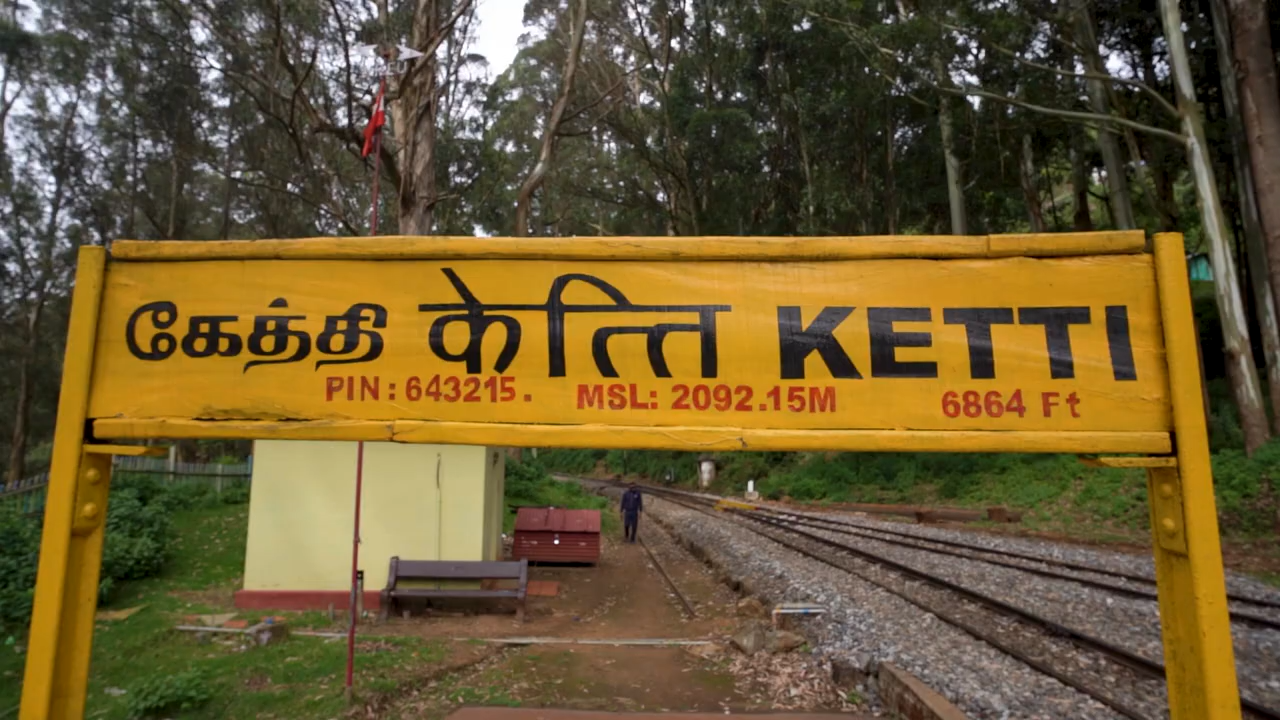 கேத்தி केत्ति KETTI
PIN: 643215. MSL: 2092.15M 6864 Ft